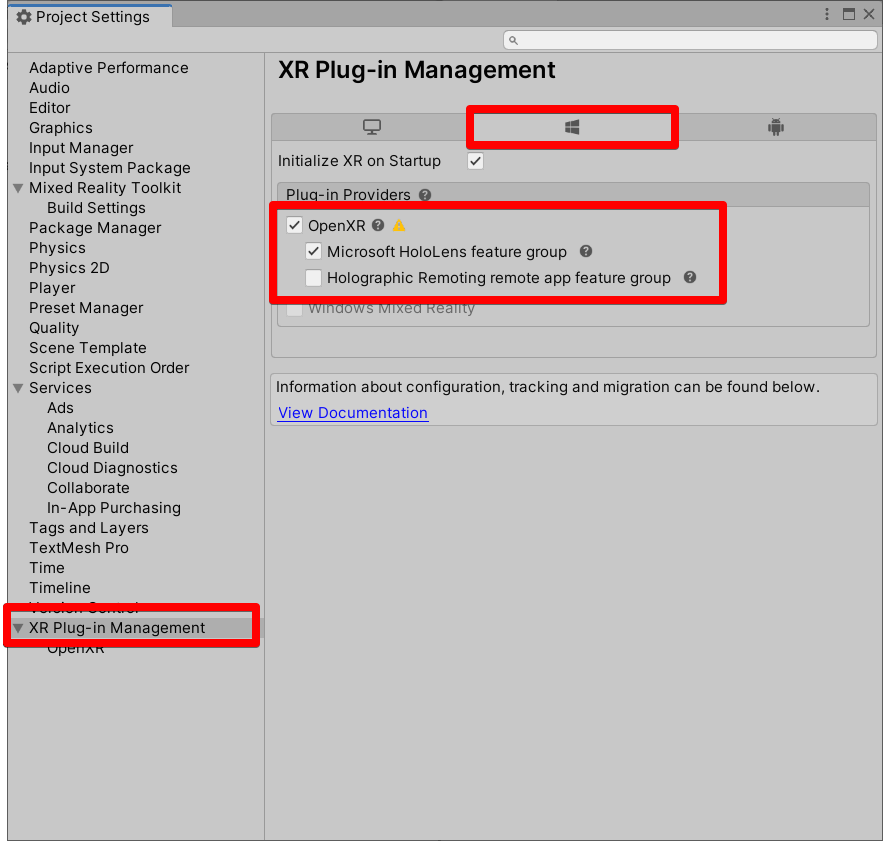 Project Settings
Adaptive Performance
Audio
Editor
Graphics
Input Manager
Input System Package
Mixed Reality Toolkit
Build Settings
Package Manager
Physics
Physics 2D
Player
Preset Manager
Quality
Scene Template
Script Execution Order
Services
Ads
Analytics
Cloud Build
Cloud Diagnostics
Collaborate
In-App Purchasing
Tags and Layers
TextMesh Pro
Time
Timeline
Version Control
XR Plug-in Management
OpenXR
XR Plug-in Management
Initialize XR on Startup
Plug-in Providers
OpenXR
Microsoft HoloLens feature group
Holographic Remoting remote app feature group
Windows Mixed Reality
Information about configuration, tracking and migration can be found below.
View Documentation